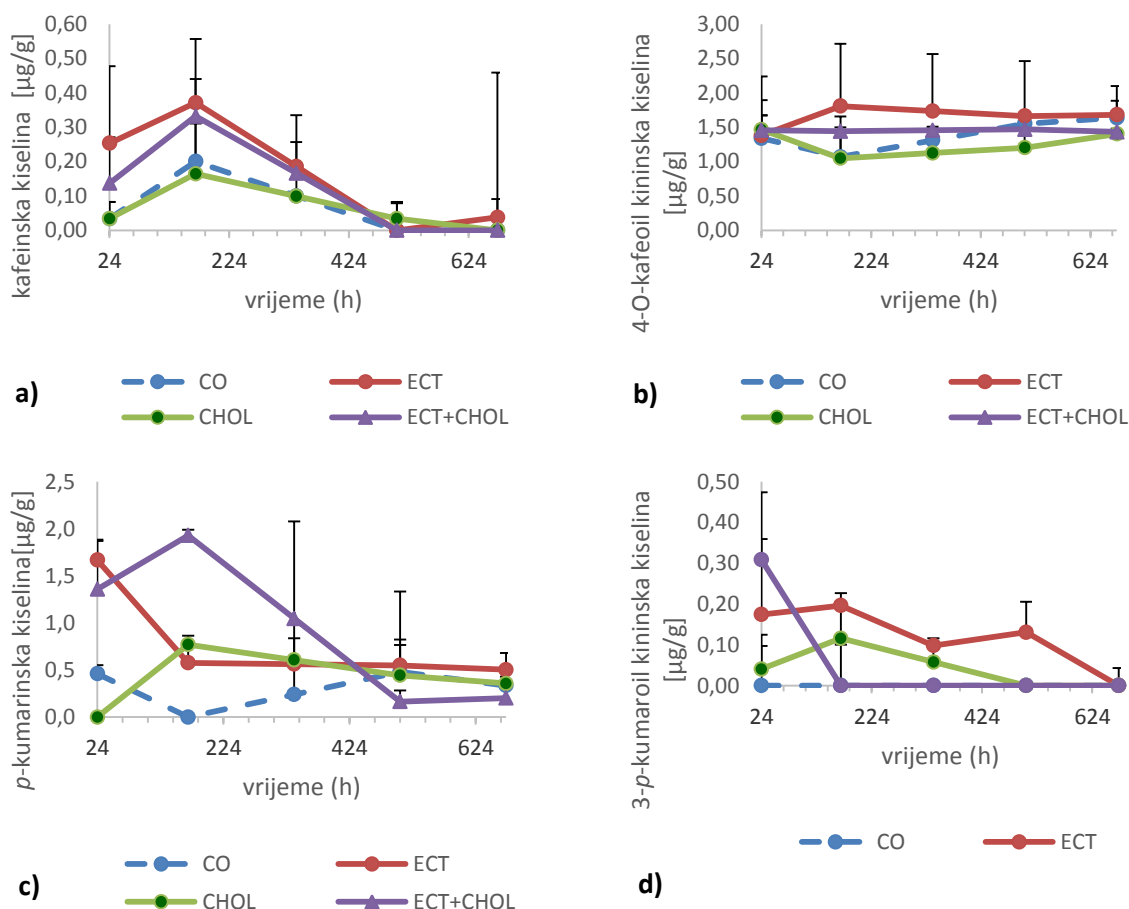 kafeinska kiselina [µg/g]
0,60
0,50
0,40
0,30
0,20
0,10
0,00
24 224 424 624
vrijeme (h)
a)
CO ECT
CHOL ECT+CHOL
4-O-kafeoil kininska kiselina
[µg/g]
3,00
2,50
2,00
1,50
1,00
0,50
0,00
24 224 424 624
vrijeme (h)
b)
CO ECT
CHOL ECT+CHOL
p-kumarinska kiselina[µg/g]
2,5
2,0
1,5
1,0
0,5
0,0
24 224 424 624
vrijeme (h)
c)
CO ECT
CHOL ECT+CHOL
3-p-kumaroil kininska kiselina
[µg/g]
0,50
0,40
0,30
0,20
0,10
0,00
24 224 424 624
vrijeme (h)
d)
CO ECT